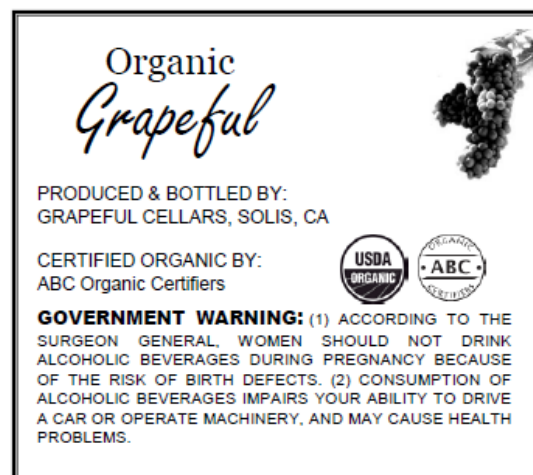 Organic
Grapeful
PRODUCED & BOTTLED BY:
GRAPEFUL CELLARS, SOLIS, CA
CERTIFIED ORGANIC BY:
ABC Organic Certifiers
USDA
ORGANIC
ORGANIC
• ABC •
CERTIFIERS
GOVERNMENT WARNING: (1) ACCORDING TO THE
SURGEON GENERAL, WOMEN SHOULD NOT DRINK
ALCOHOLIC BEVERAGES DURING PREGNANCY BECAUSE
OF THE RISK OF BIRTH DEFECTS. (2) CONSUMPTION OF
ALCOHOLIC BEVERAGES IMPAIRS YOUR ABILITY TO DRIVE
A CAR OR OPERATE MACHINERY, AND MAY CAUSE HEALTH
PROBLEMS.